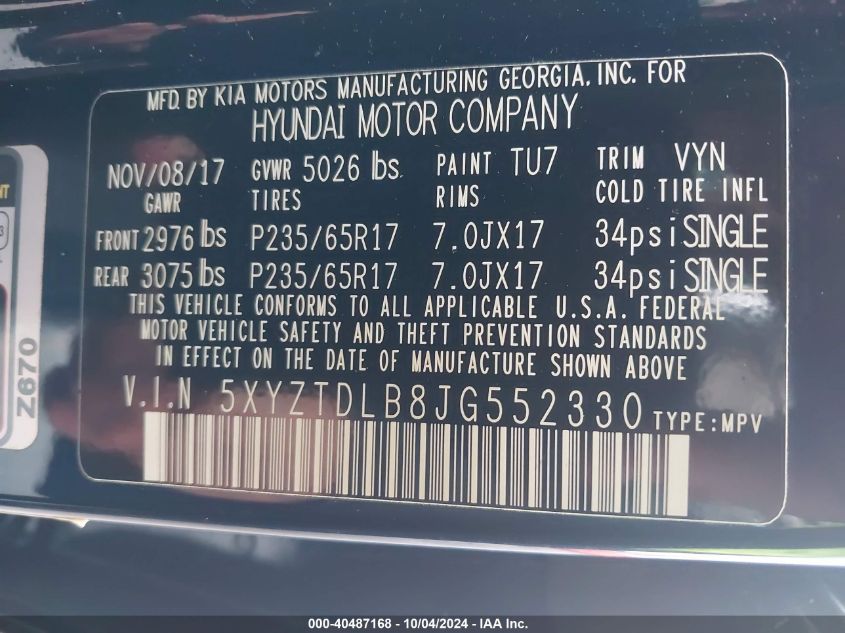 MFD. BY KIA MOTORS MANUFACTURING GEORGIA, INC. FOR
HYUNDAI MOTOR COMPANY
NOV/08/17 GVWR 5026 lbs PAINT TU7 TRIM VYN
GAWR TIRES RIMS COLD TIRE INFL
FRONT 2976 lbs P235/65R17 7.0JX17 34psi SINGLE
REAR 3075 lbs P235/65R17 7.0JX17 34psi SINGLE
THIS VEHICLE CONFORMS TO ALL APPLICABLE U.S.A. FEDERAL
MOTOR VEHICLE SAFETY AND THEFT PREVENTION STANDARDS
IN EFFECT ON THE DATE OF MANUFACTURE SHOWN ABOVE
V.I.N 5XYZTDLB8JG552330 TYPE:MPV
Z670
000-40487168 - 10/04/2024 - IAA Inc.